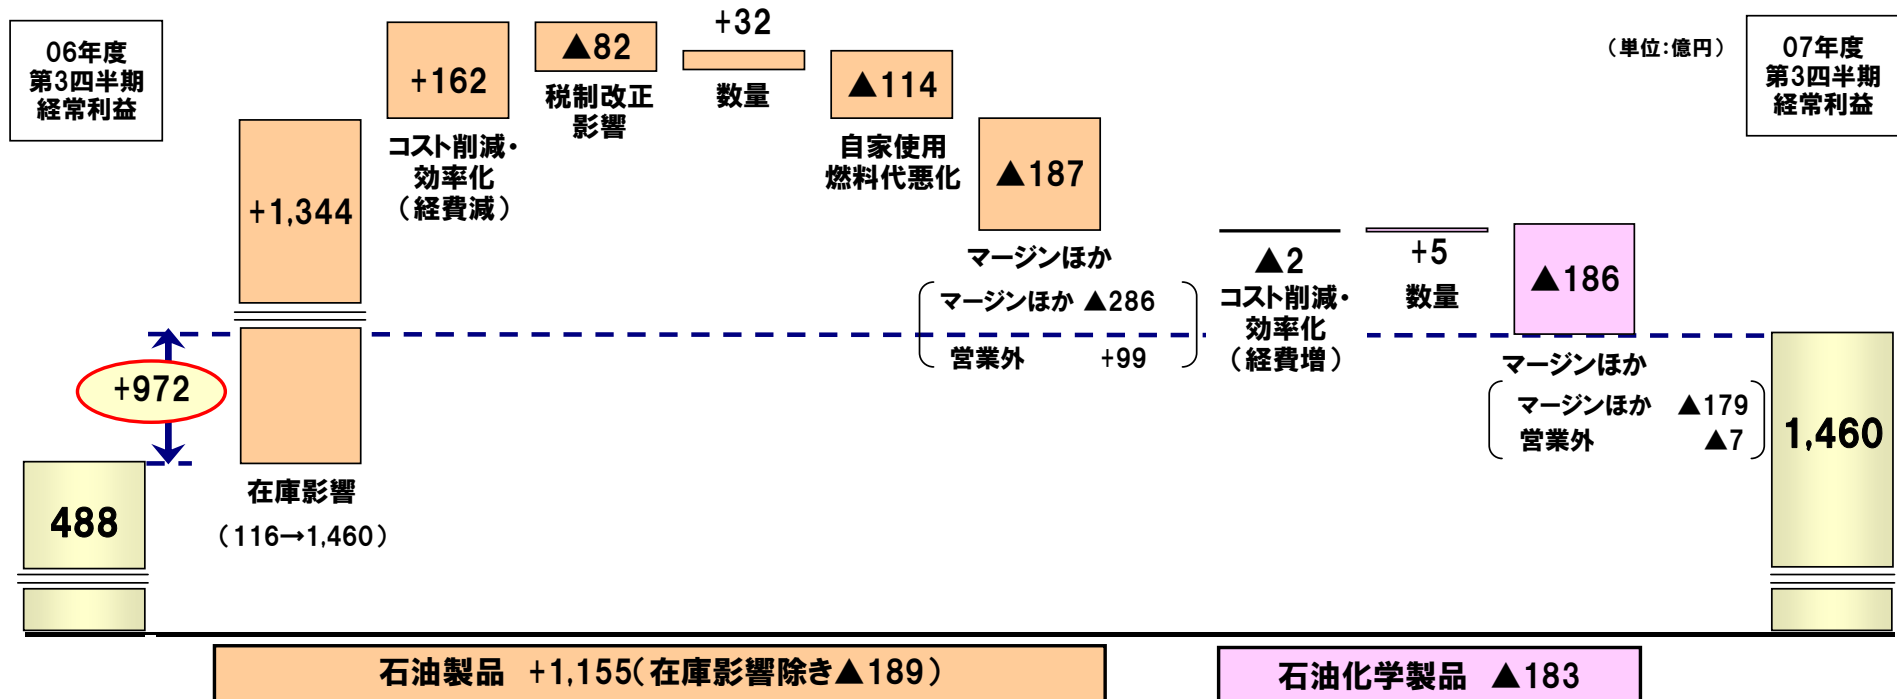 06年度
第3四半期
経常利益
488
+972
+1,344
在庫影響
（116→1,460）
+162
コスト削減・
効率化
（経費減）
▲82
税制改正
影響
+32
数量
▲114
自家使用
燃料代悪化
▲187
マージンほか
マージンほか ▲286
営業外 +99
▲2
コスト削減・
効率化
（経費増）
+5
数量
▲186
マージンほか
マージンほか ▲179
営業外 ▲7
（単位:億円）
07年度
第3四半期
経常利益
1,460
石油製品 +1,155（在庫影響除き▲189）
石油化学製品 ▲183